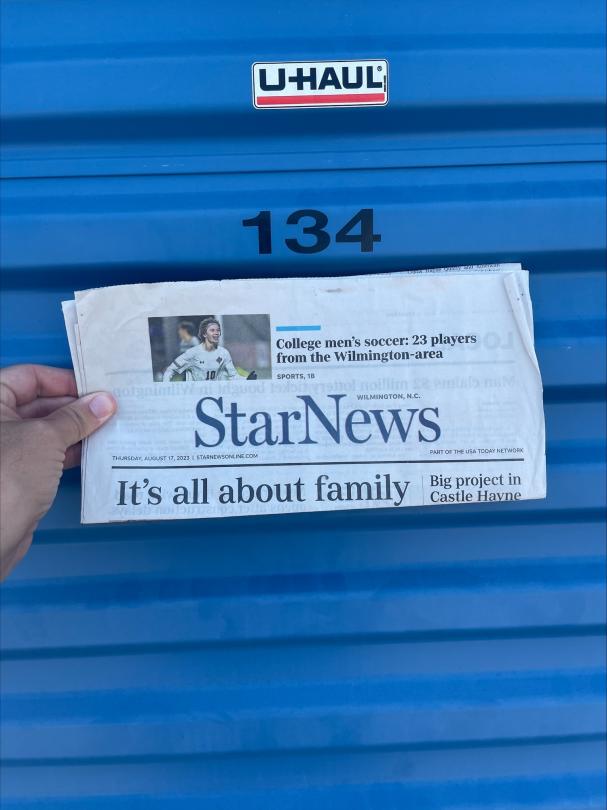 U-HAUL®
134
College men's soccer: 23 players
from the Wilmington-area
SPORTS, 1B
WILMINGTON, N.C.
StarNews
THURSDAY, AUGUST 17, 2023 | STARNEWSONLINE.COM
PART OF THE USA TODAY NETWORK
It's all about family
Big project in
Castle Hayne